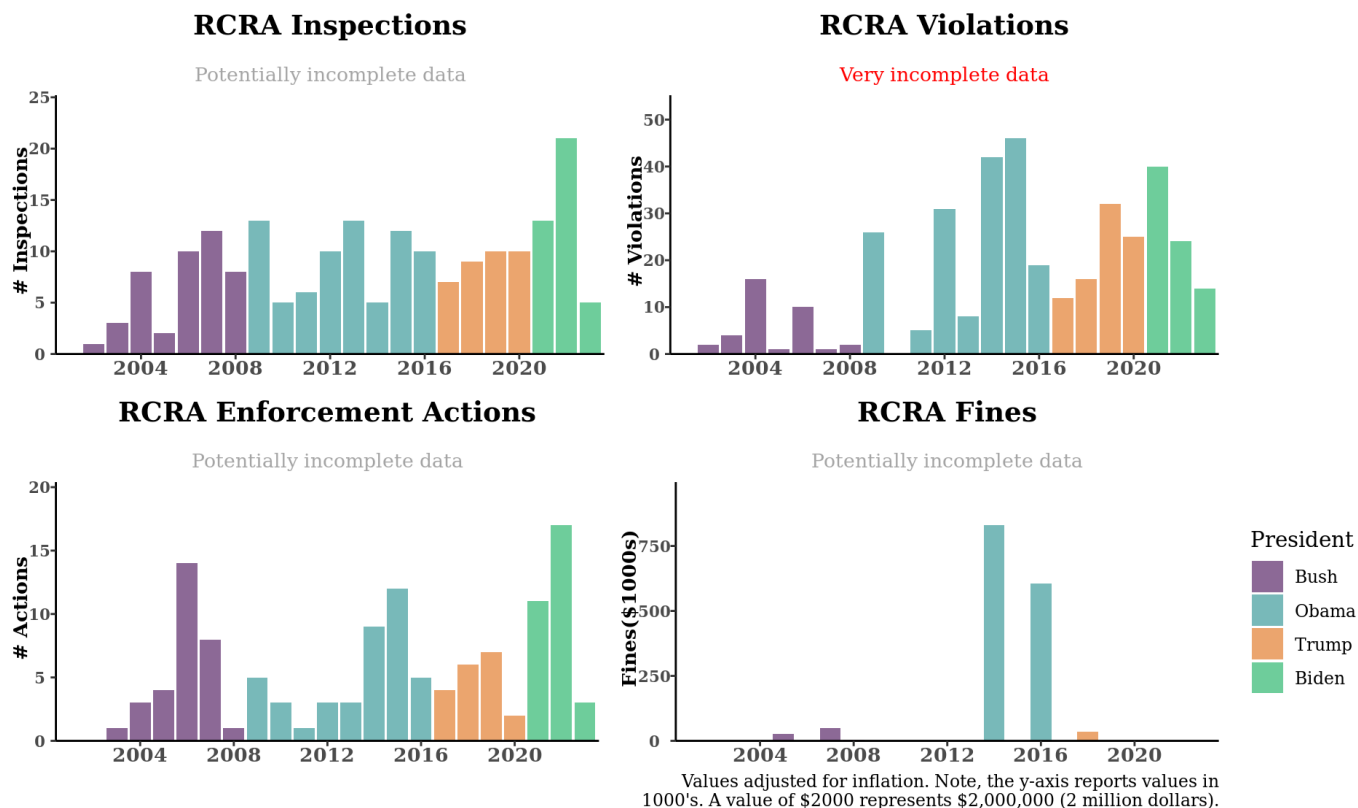 RCRA Inspections
Potentially incomplete data
# Inspections
25
20
15
10
5
0
2004 2008 2012 2016 2020
RCRA Violations
Very incomplete data
# Violations
50
40
30
20
10
0
2004 2008 2012 2016 2020
RCRA Enforcement Actions
Potentially incomplete data
# Actions
20
15
10
5
0
2004 2008 2012 2016 2020
RCRA Fines
Potentially incomplete data
Fines($1000s)
750
500
250
0
2004 2008 2012 2016 2020
Values adjusted for inflation. Note, the y-axis reports values in
1000's. A value of $2000 represents $2,000,000 (2 million dollars).
President
Bush
Obama
Trump
Biden